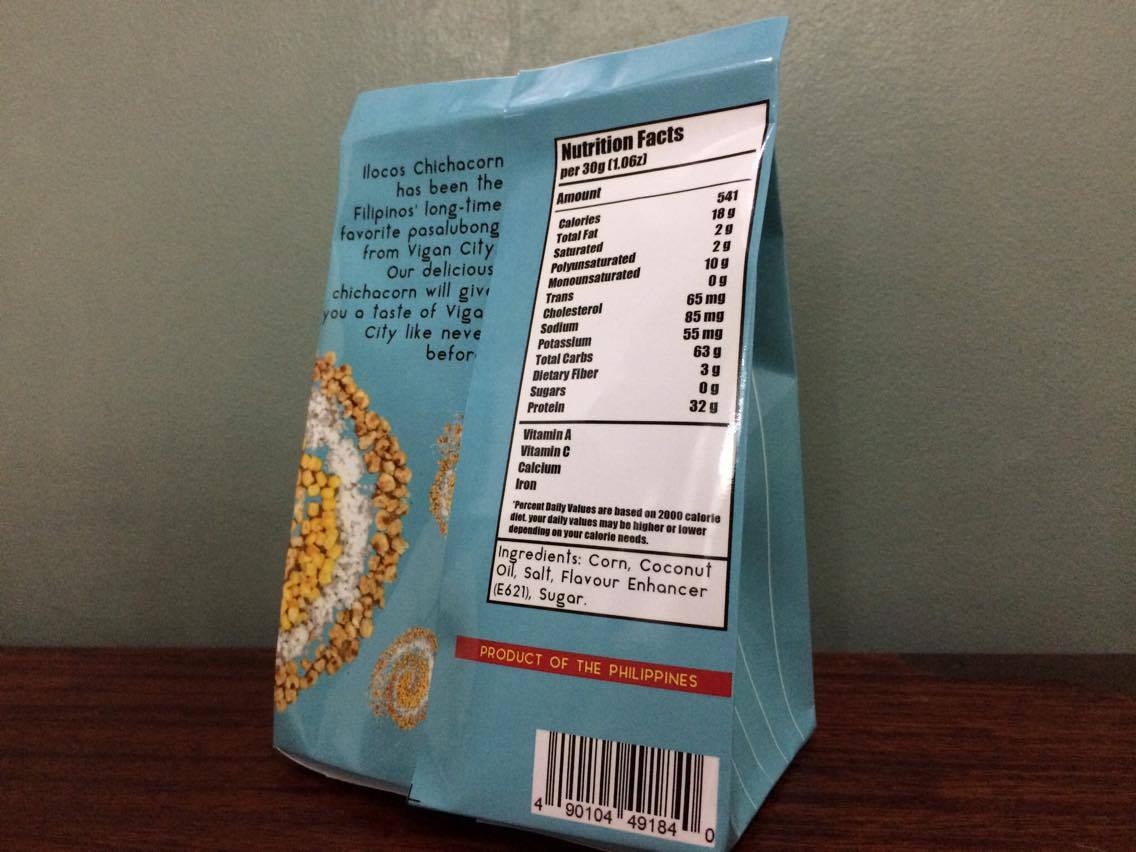 Ilocos Chichacorn
has been the
Filipinos' long-time
favorite pasalubong
from Vigan City
Our delicious
chichacorn will giv
you a taste of Viga
City like neve
befor
Nutrition Facts
per 30g (1.06z)
Amount
Calories 541
Total Fat 18 g
Saturated 2 g
Polyunsaturated 2 g
Monounsaturated 10 g
Trans 0 g
Cholesterol 65 mg
Sodium 85 mg
Potassium 55 mg
Total Carbs 63 g
Dietary Fiber 3 g
Sugars 0 g
Protein 32 g
Vitamin A
Vitamin C
Calcium
Iron
*Percent Daily Values are based on 2000 calorie
diet. your daily values may be higher or lower
depending on your calorie needs.
Ingredients: Corn, Coconut
Oil, Salt, Flavour Enhancer
(E621), Sugar.
PRODUCT OF THE PHILIPPINES
4 90104 49184 0